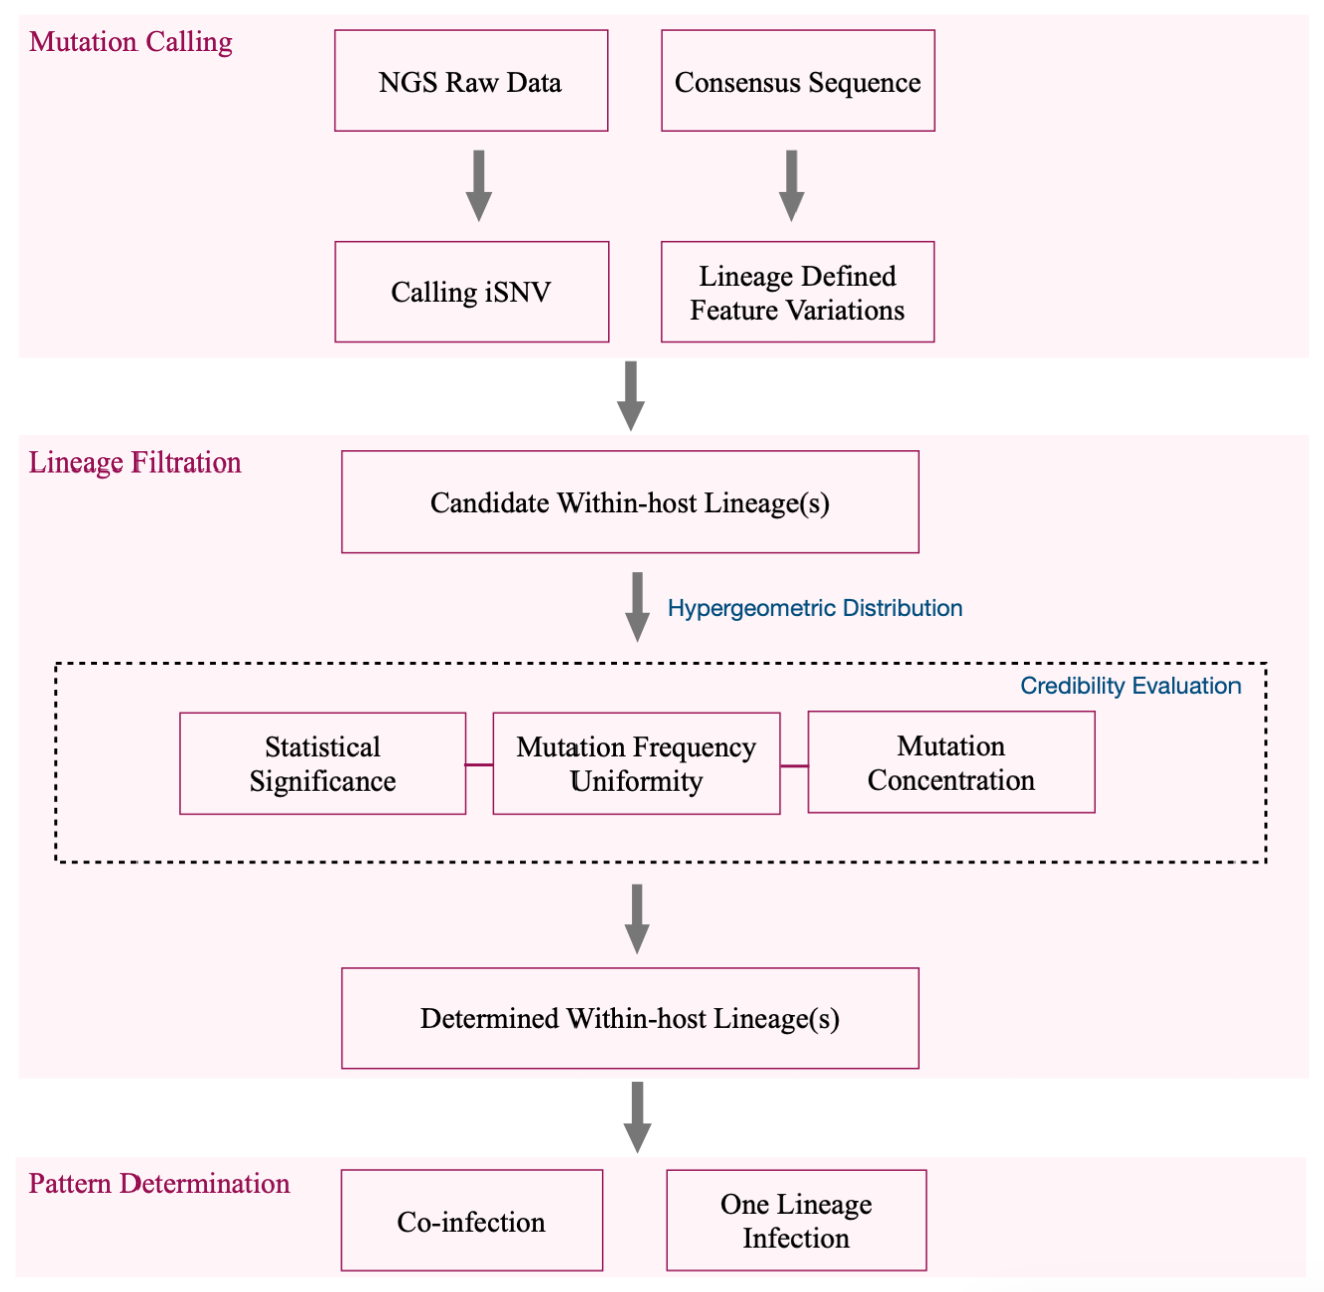 Mutation Calling
NGS Raw Data
Consensus Sequence
Calling iSNV
Lineage Defined
Feature Variations
Lineage Filtration
Candidate Within-host Lineage(s)
Hypergeometric Distribution
Credibility Evaluation
Statistical
Significance
Mutation Frequency
Uniformity
Mutation
Concentration
Determined Within-host Lineage(s)
Pattern Determination
Co-infection
One Lineage
Infection